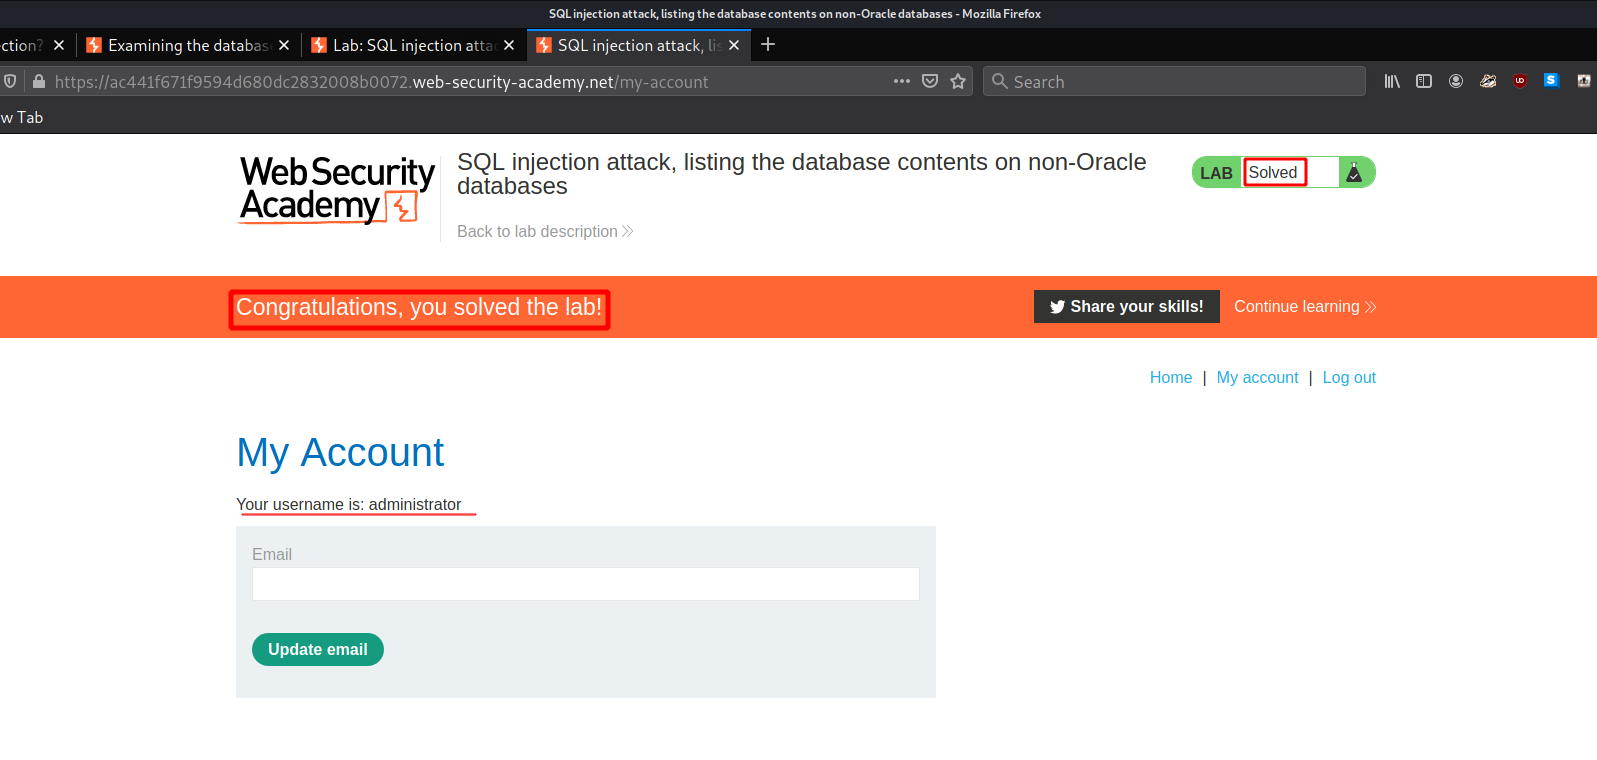 SQL injection attack, listing the database contents on non-Oracle databases - Mozilla Firefox
ction? Examining the databas Lab: SQL injection atta SQL injection attack, lis
https://ac441f671f9594d680dc2832008b0072.web-security-academy.net/my-account Search
w Tab
Web Security
Academy
SQL injection attack, listing the database contents on non-Oracle
databases
LAB Solved
Back to lab description
Congratulations, you solved the lab!
Share your skills! Continue learning
Home | My account | Log out
My Account
Your username is: administrator
Email
Update email